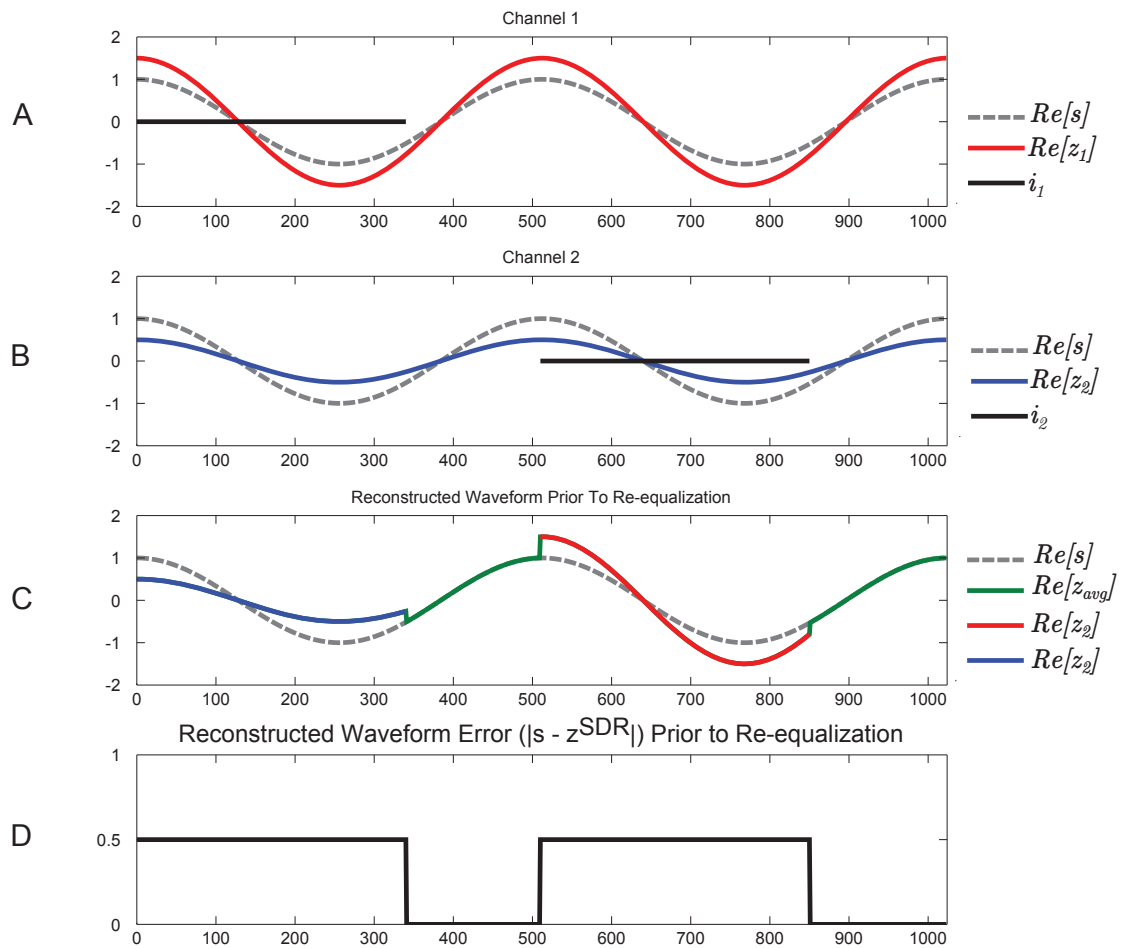 Channel 1
A
2
1
0
-1
-2
0 100 200 300 400 500 600 700 800 900 1000
Re[s]
Re[z1]
i1
Channel 2
B
2
1
0
-1
-2
0 100 200 300 400 500 600 700 800 900 1000
Re[s]
Re[z2]
i2
Reconstructed Waveform Prior To Re-equalization
C
2
1
0
-1
-2
0 100 200 300 400 500 600 700 800 900 1000
Re[s]
Re[zavg]
Re[z2]
Re[z2]
Reconstructed Waveform Error (|s - zSDR|) Prior to Re-equalization
D
1
0.5
0
0 100 200 300 400 500 600 700 800 900 1000